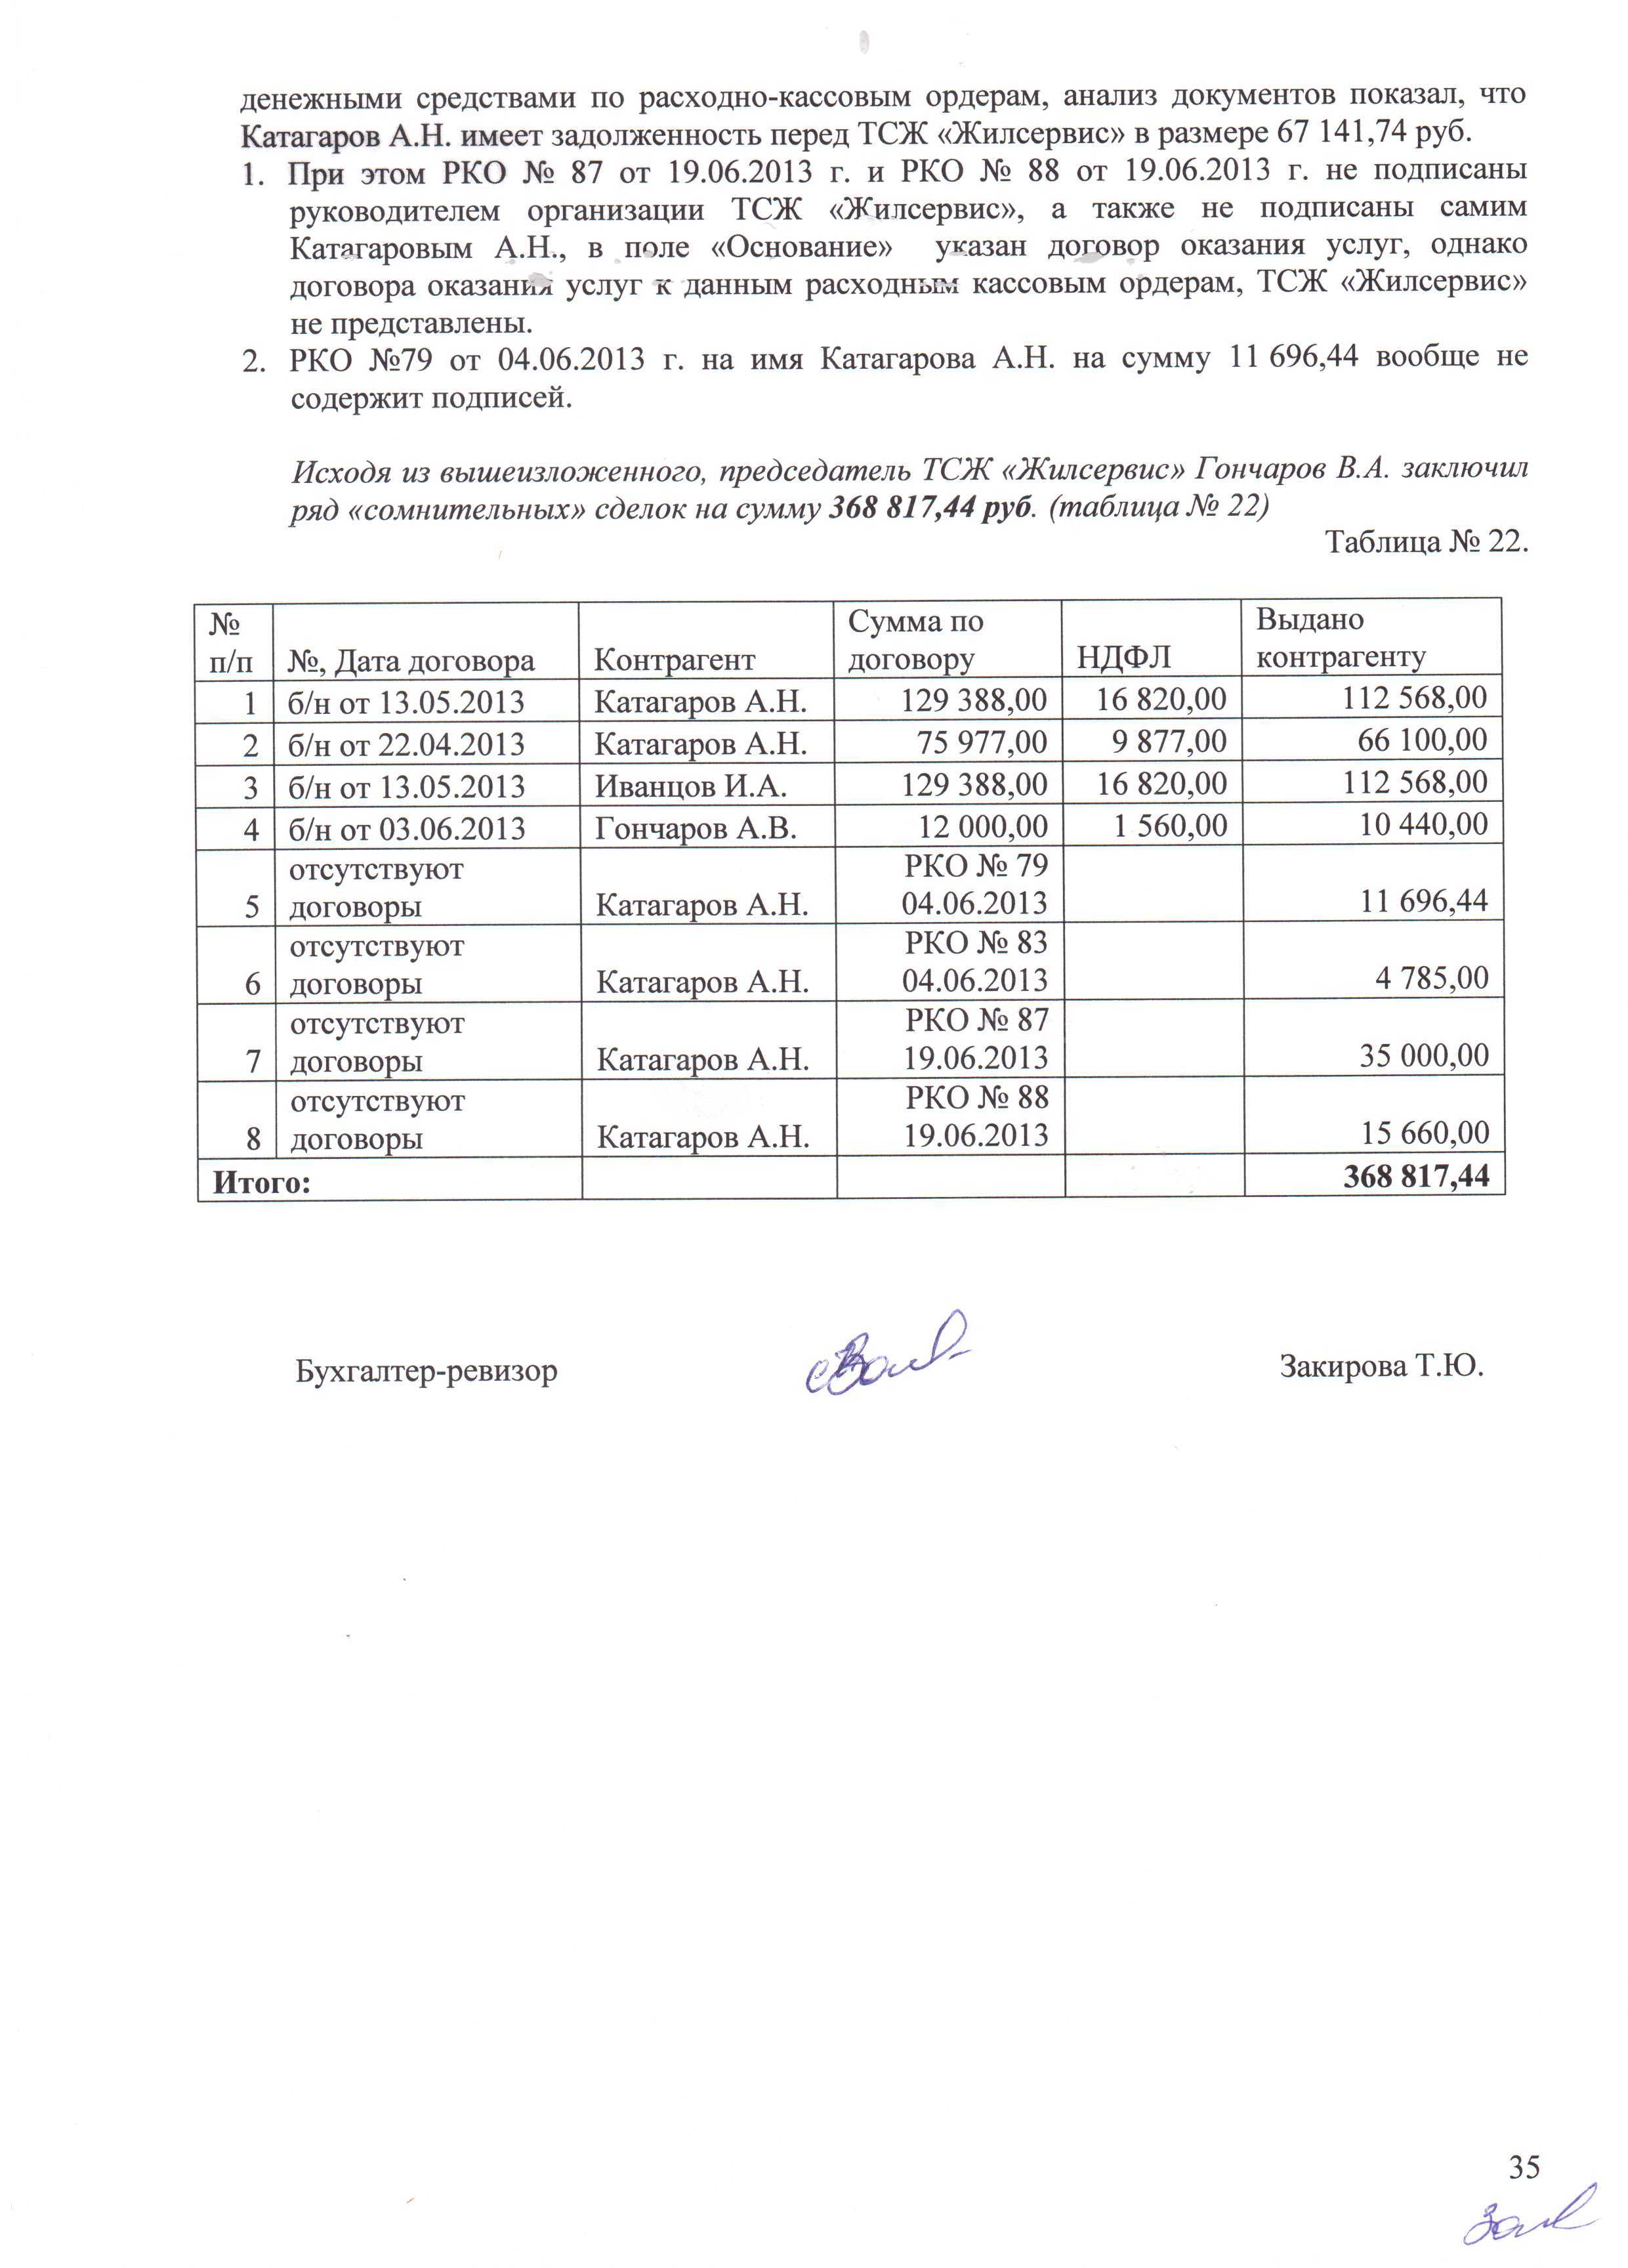 денежными средствами по расходно-кассовым ордерам, анализ документов показал, что
Катагаров А.Н. имеет задолженность перед ТСЖ «Жилсервис» в размере 67 141,74 руб.
1. При этом РКО № 87 от 19.06.2013 г. и РКО № 88 от 19.06.2013 г. не подписаны
руководителем организации ТСЖ «Жилсервис», а также не подписаны самим
Катагаровым А.Н., в поле «Основание» указан договор оказания услуг, однако
договора оказания услуг к данным расходным кассовым ордерам, ТСЖ «Жилсервис»
не представлены.
2. РКО №79 от 04.06.2013 г. на имя Катагарова А.Н. на сумму 11 696,44 вообще не
содержит подписей.
Исходя из вышеизложенного, председатель ТСЖ «Жилсервис» Гончаров В.А. заключил
ряд «сомнительных» сделок на сумму 368 817,44 руб. (таблица № 22)
Таблица № 22.
№ п/п №, Дата договора Контрагент Сумма по договору НДФЛ Выдано контрагенту
1 б/н от 13.05.2013 Катагаров А.Н. 129 388,00 16 820,00 112 568,00
2 б/н от 22.04.2013 Катагаров А.Н. 75 977,00 9 877,00 66 100,00
3 б/н от 13.05.2013 Иванцов И.А. 129 388,00 16 820,00 112 568,00
4 б/н от 03.06.2013 Гончаров А.В. 12 000,00 1 560,00 10 440,00
5 отсутствуют договоры Катагаров А.Н. РКО № 79 04.06.2013 11 696,44
6 отсутствуют договоры Катагаров А.Н. РКО № 83 04.06.2013 4 785,00
7 отсутствуют договоры Катагаров А.Н. РКО № 87 19.06.2013 35 000,00
8 отсутствуют договоры Катагаров А.Н. РКО № 88 19.06.2013 15 660,00
Итого: 368 817,44
Бухгалтер-ревизор Закирова Т.Ю.
35